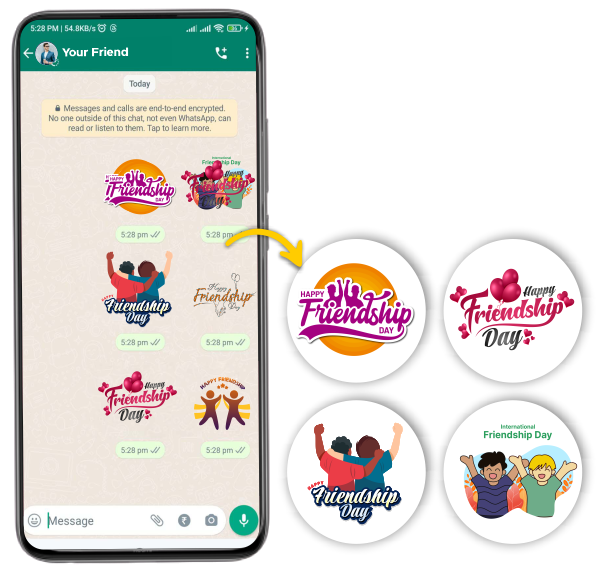 5:28 PM | 54.8KB/s
Your Friend
Today
Messages and calls are end-to-end encrypted.
No one outside of this chat, not even WhatsApp, can
read or listen to them. Tap to learn more.
HAPPY
Friendship
DAY
International
Friendship Day
Happy
Friendship
Day
5:28 pm
5:28 pm
HAPPY
Friendship
Day
Happy
Friendship
Day
5:28 pm
5:28 pm
Happy
Friendship
Day
HAPPY FRIENDSHIP
5:28 pm
5:28 pm
Message
HAPPY
Friendship
DAY
Happy
Friendship
Day
HAPPY
Friendship
Day
International
Friendship Day